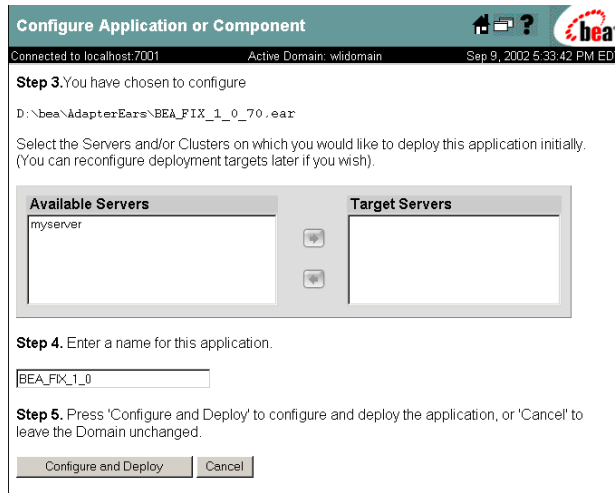 Configure Application or Component
?
bea
Connected to localhost:7001 Active Domain: wlidomain Sep 9, 2002 5:33:42 PM ED
Step 3.You have chosen to configure
D:\bea\AdapterEars\BEA_FIX_1_0_70.ear
Select the Servers and/or Clusters on which you would like to deploy this application initially.
(You can reconfigure deployment targets later if you wish).
Available Servers Target Servers
myserver
Step 4. Enter a name for this application.
BEA_FIX_1_0
Step 5. Press 'Configure and Deploy' to configure and deploy the application, or 'Cancel' to
leave the Domain unchanged.
Configure and Deploy Cancel